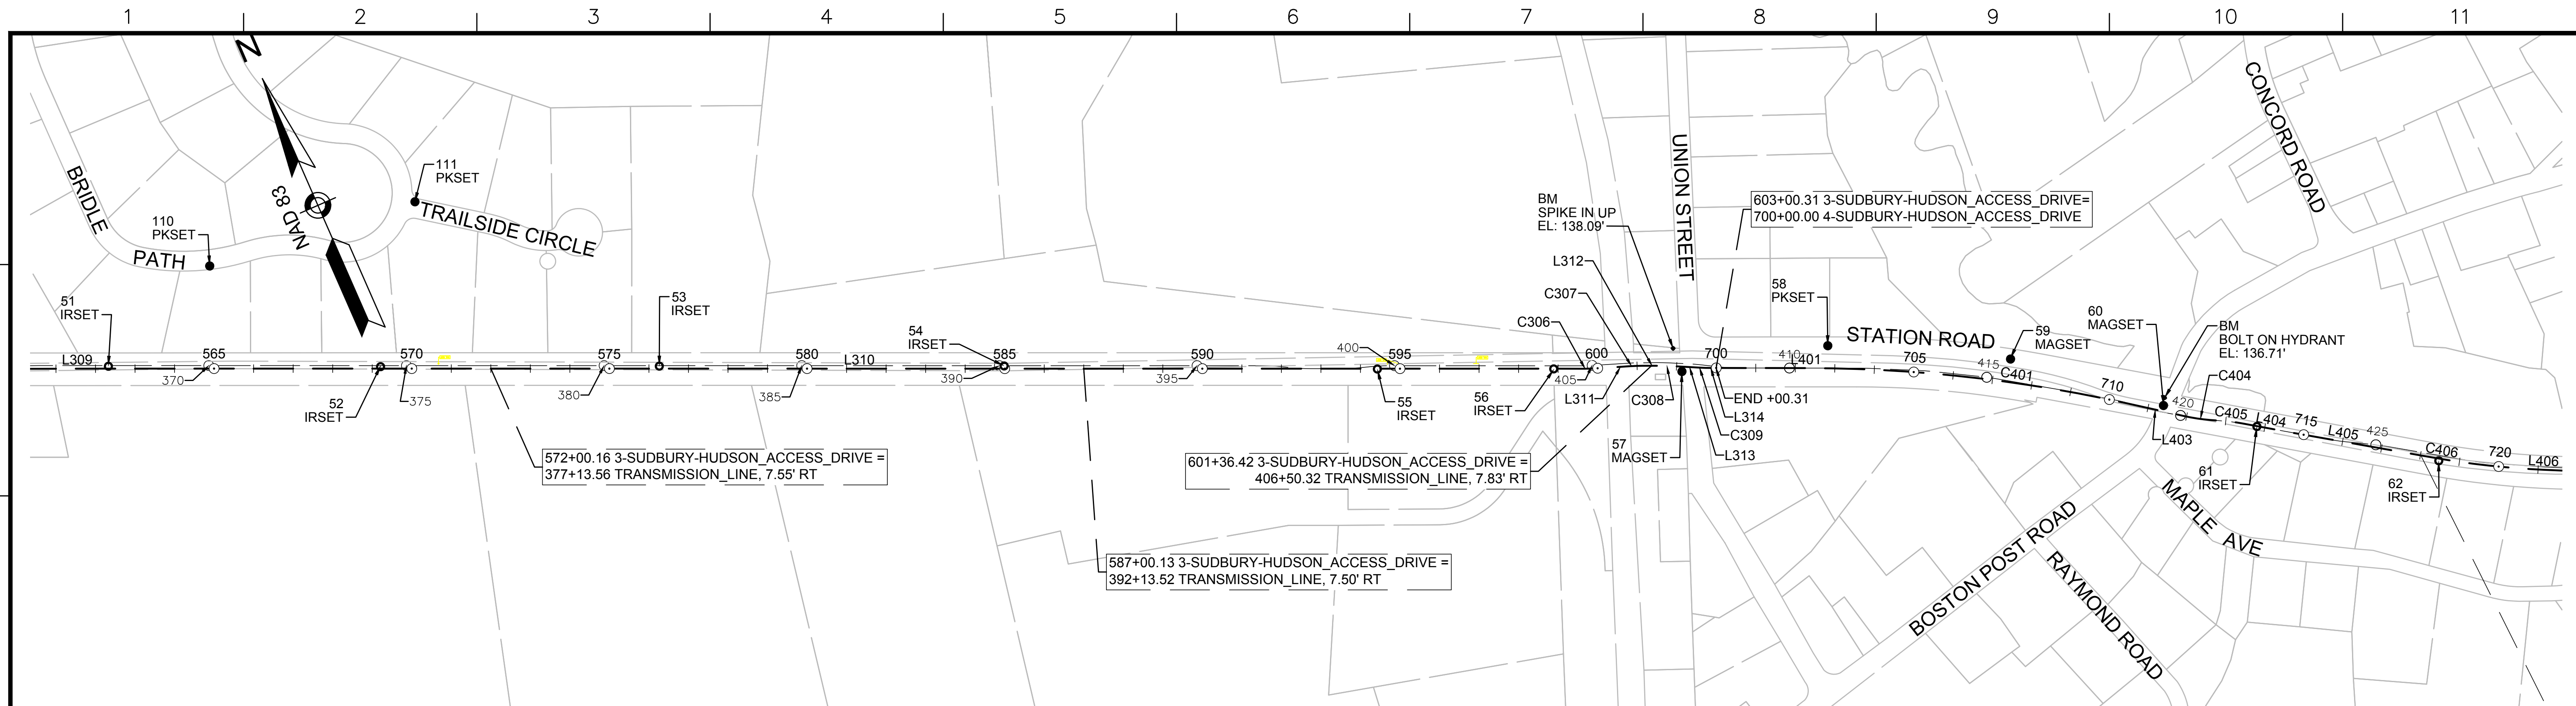 1 2 3 4 5 6 7 8 9 10 11
N
NAD 83
BRIDLE
PATH
110
PKSET
111
PKSET
TRAILSIDE CIRCLE
51
IRSET
L309
565
370
52
IRSET
570
375
572+00.16 3-SUDBURY-HUDSON_ACCESS_DRIVE =
377+13.56 TRANSMISSION_LINE, 7.55' RT
575
380
53
IRSET
580
385
L310
54
IRSET
585
390
587+00.13 3-SUDBURY-HUDSON_ACCESS_DRIVE =
392+13.52 TRANSMISSION_LINE, 7.50' RT
590
395
400
595
55
IRSET
56
IRSET
C306
C307
L312
BM
SPIKE IN UP
EL: 138.09'
600
405
L311
601+36.42 3-SUDBURY-HUDSON_ACCESS_DRIVE =
406+50.32 TRANSMISSION_LINE, 7.83' RT
UNION STREET
C308
57
MAGSET
700
END +00.31
L314
C309
L313
603+00.31 3-SUDBURY-HUDSON_ACCESS_DRIVE=
700+00.00 4-SUDBURY-HUDSON_ACCESS_DRIVE
58
PKSET
410
L401
STATION ROAD
705
59
MAGSET
415
C401
60
MAGSET
BM
BOLT ON HYDRANT
EL: 136.71'
710
L403
420
C404
C405
61
IRSET
L404
715
L405
425
C406
62
IRSET
720
L406
CONCORD ROAD
BOSTON POST ROAD
RAYMOND ROAD
MAPLE AVE